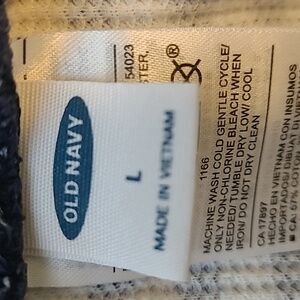 OLD NAVY
L
MADE IN VIETNAM
54023
1166
MACHINE WASH COLD GENTLE CYCLE/
ONLY NON-CHLORINE BLEACH WHEN
NEEDED/ TUMBLE DRY LOW/ COOL
IRON/ DO NOT DRY CLEAN
CA 17897
HECHO EN VIETNAM CON INSUMOS